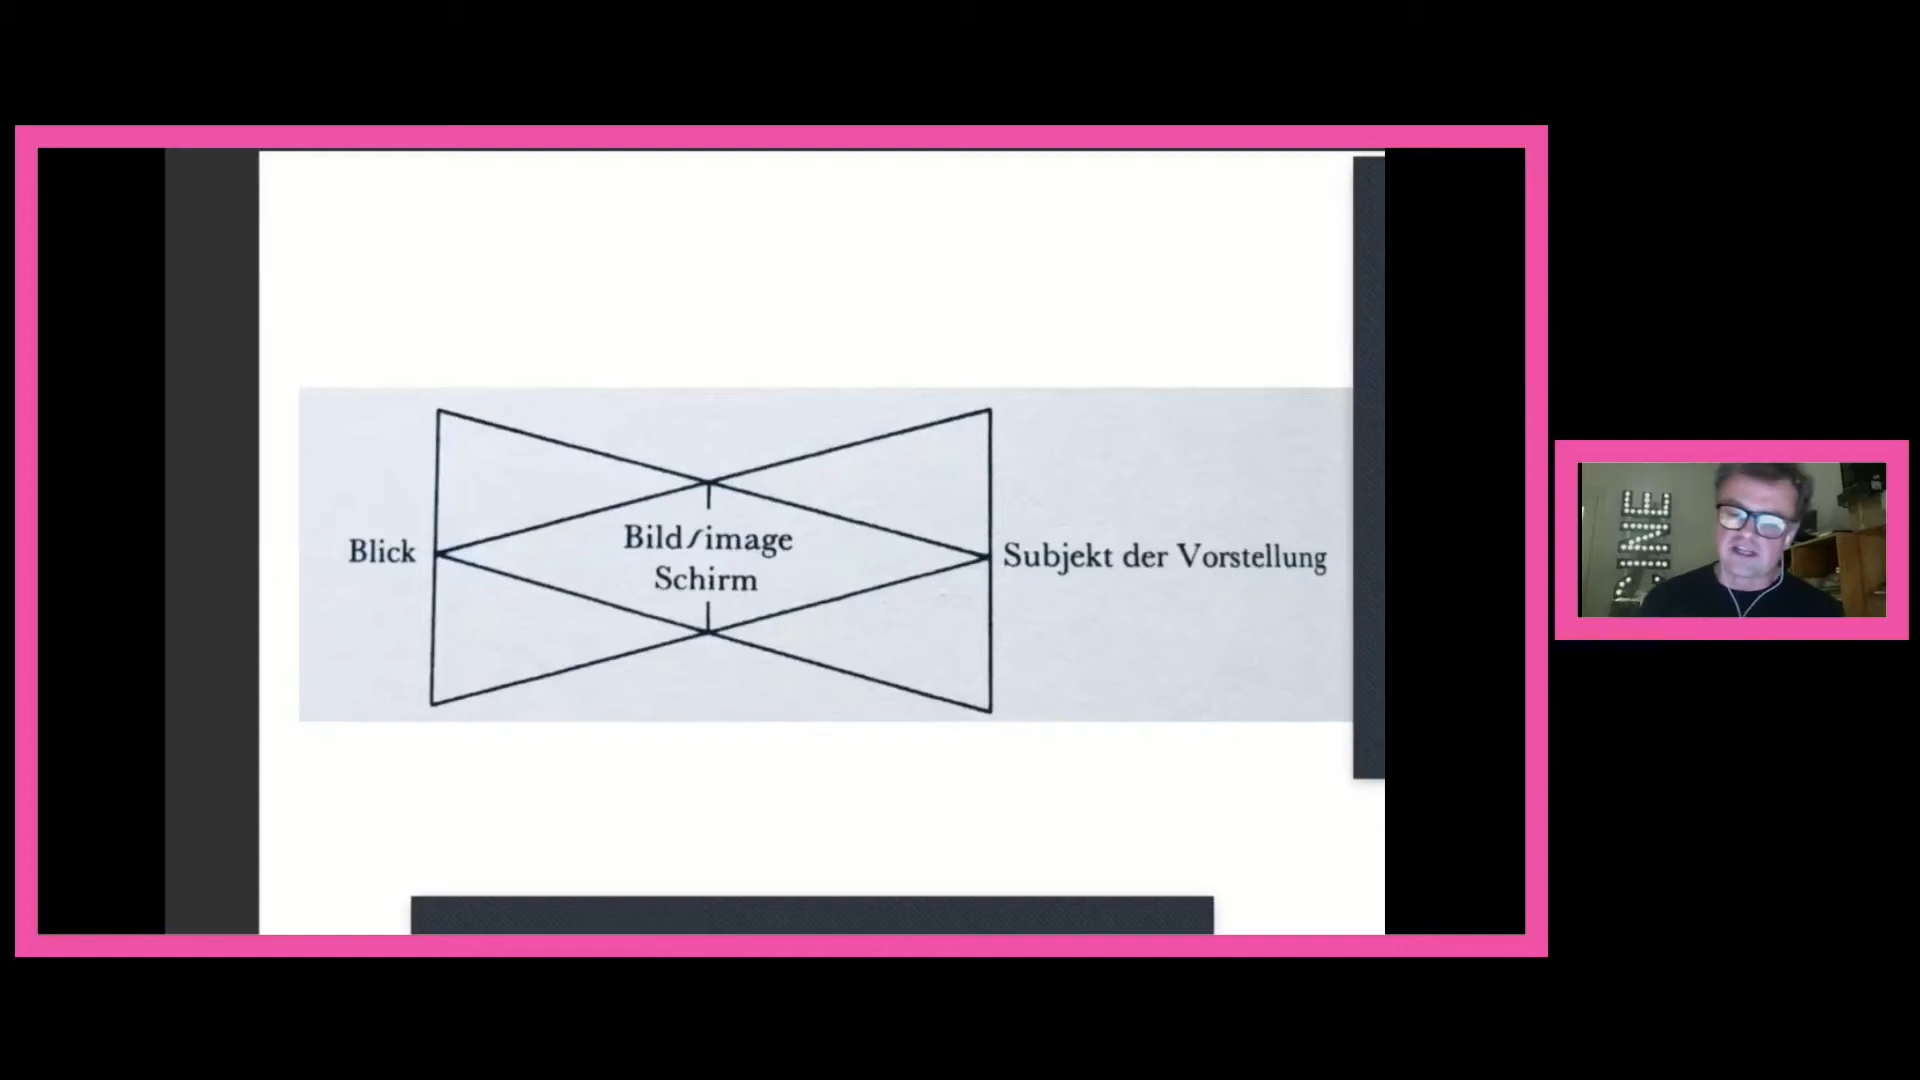 Blick
Bild/image
Schirm
Subjekt der Vorstellung